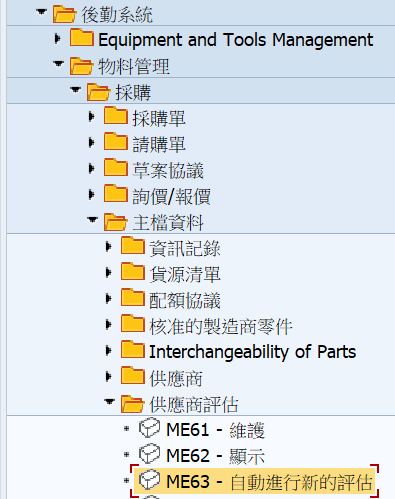 後勤系統
Equipment and Tools Management
物料管理
採購
採購單
請購單
草案協議
詢價/報價
主檔資料
資訊記錄
貨源清單
配額協議
核准的製造商零件
Interchangeability of Parts
供應商
供應商評估
ME61 - 維護
ME62 - 顯示
ME63 - 自動進行新的評估